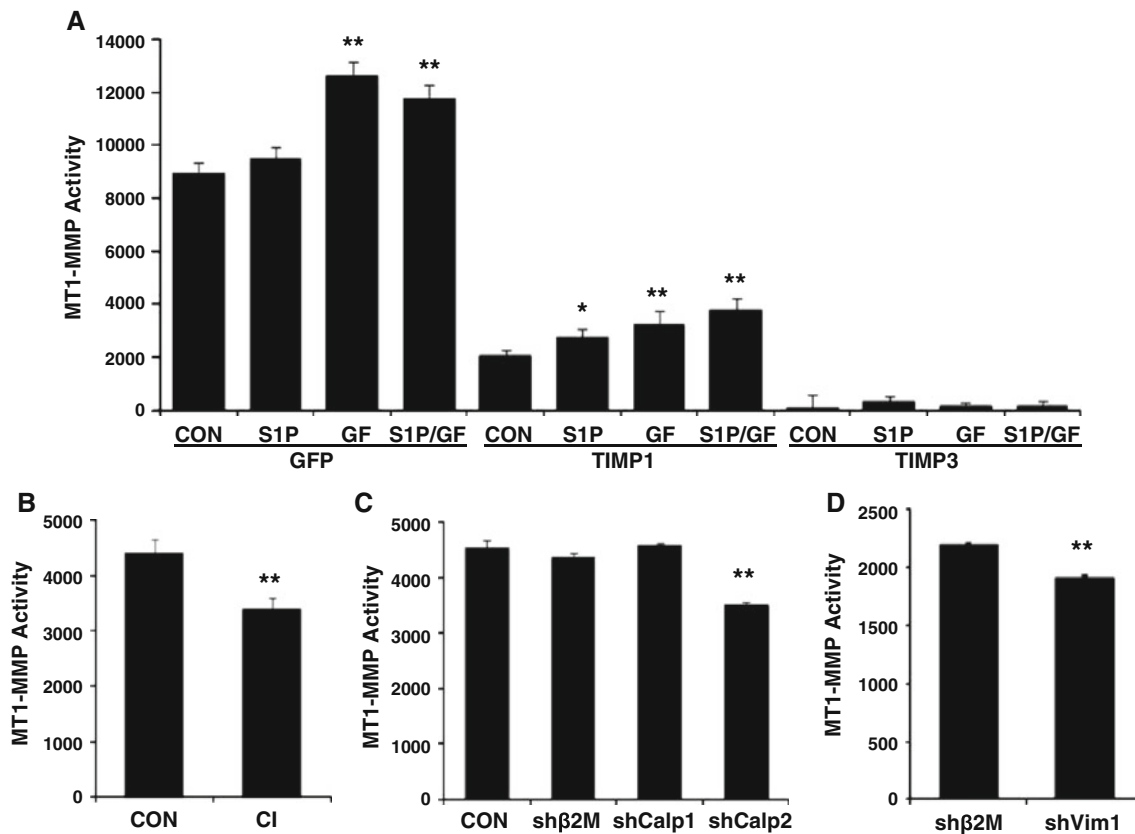 A
14000
12000
10000
8000
6000
4000
2000
0
MT1-MMP Activity
**
**
*
**
**
CON S1P GF S1P/GF CON S1P GF S1P/GF CON S1P GF S1P/GF
GFP TIMP1 TIMP3
B
5000
4000
3000
2000
1000
0
MT1-MMP Activity
**
CON CI
C
5000
4000
3000
2000
1000
0
MT1-MMP Activity
**
CON shβ2M shCalp1 shCalp2
D
2500
2000
1500
1000
500
0
MT1-MMP Activity
**
shβ2M shVim1